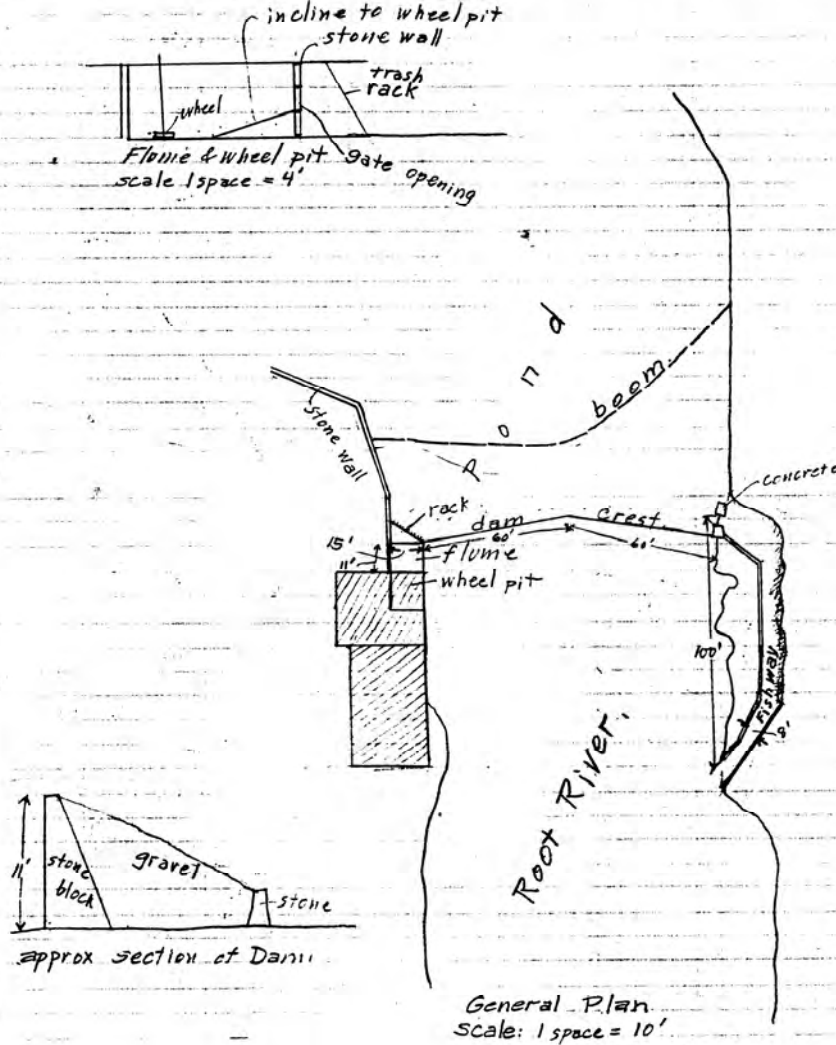 incline to wheel pit
stone wall
trash
rack
wheel
Flume & wheel pit
scale 1 space = 4'
gate opening
Pond
boom
stone wall
rack
concrete
dam
crest
60'
60'
15'
11'
flume
wheel pit
100'
Fishway
8'
Root River.
11'
stone
block
gravel
stone
approx section of Dam
General Plan
Scale: 1 space = 10'